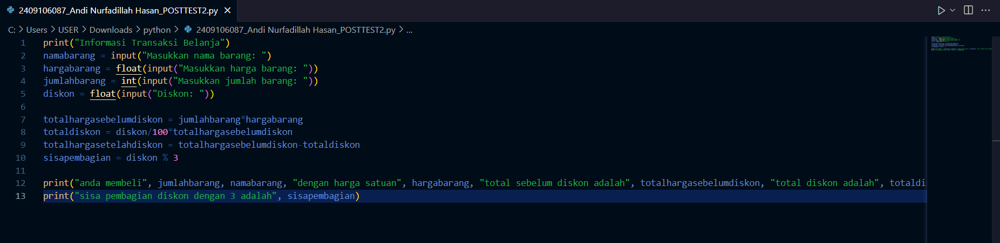 2409106087_Andi Nurfadillah Hasan_POSTTEST2.py
C: > Users > USER > Downloads > python > 2409106087_Andi Nurfadillah Hasan_POSTTEST2.py > ...
1 print("Informasi Transaksi Belanja")
2 namabarang = input("Masukkan nama barang: ")
3 hargabarang = float(input("Masukkan harga barang: "))
4 jumlahbarang = int(input("Masukkan jumlah barang: "))
5 diskon = float(input("Diskon: "))
6
7 totalhargasebelumdiskon = jumlahbarang*hargabarang
8 totaldiskon = diskon/100*totalhargasebelumdiskon
9 totalhargasetelahdiskon = totalhargasebelumdiskon-totaldiskon
10 sisapembagian = diskon % 3
11
12 print("anda membeli", jumlahbarang, namabarang, "dengan harga satuan", hargabarang, "total sebelum diskon adalah", totalhargasebelumdiskon, "total diskon adalah", totaldi
13 print("sisa pembagian diskon dengan 3 adalah", sisapembagian)